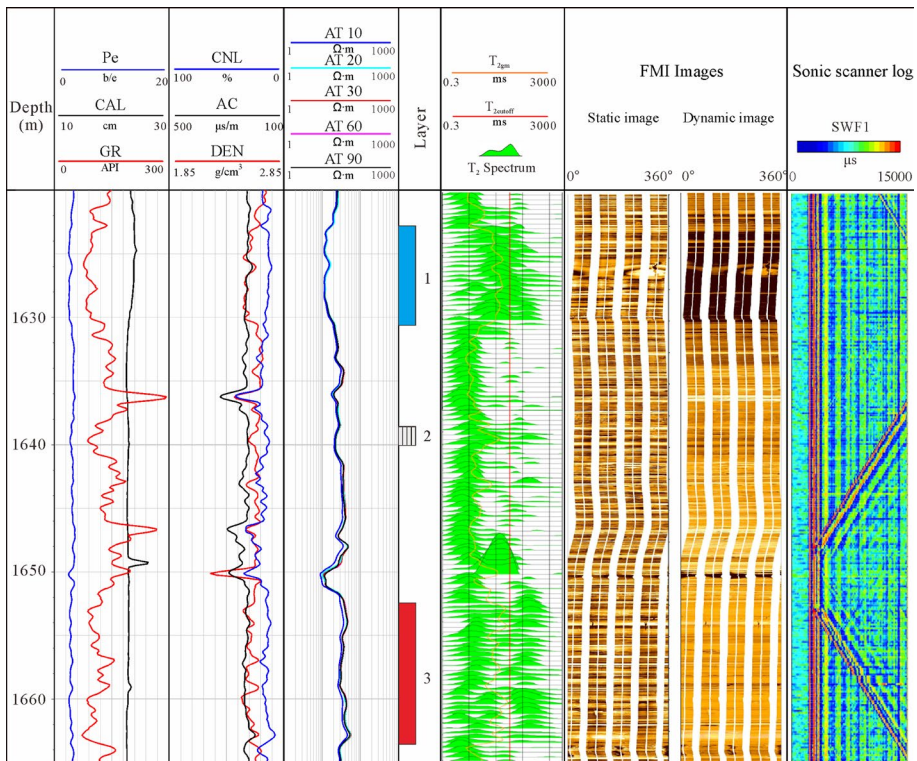 Depth
(m)
Pe
0 b/e 20
CAL
10 cm 30
GR
0 API 300
CNL
100 % 0
AC
500 μs/m 100
DEN
1.85 g/cm³ 2.85
AT 10
1 Ω·m 1000
AT 20
1 Ω·m 1000
AT 30
1 Ω·m 1000
AT 60
1 Ω·m 1000
AT 90
1 Ω·m 1000
Layer
T2gm
0.3 ms 3000
T2cutoff
0.3 ms 3000
T2 Spectrum
FMI Images
Static image Dynamic image
0° 360° 0° 360°
Sonic scanner log
SWF1
0 μs 15000
1630
1640
1650
1660
1
2
3